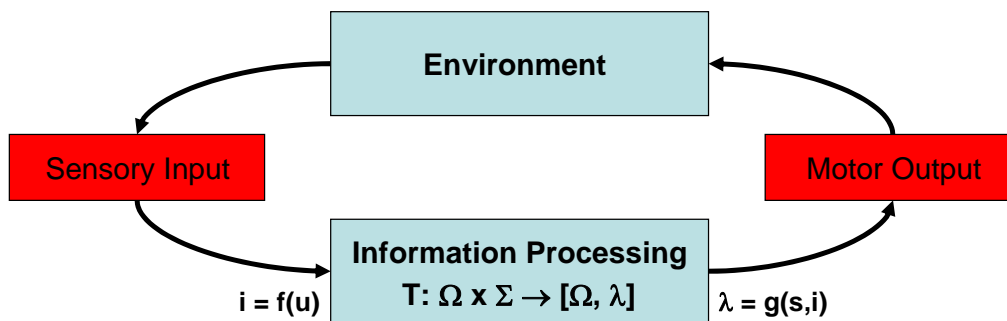 Environment
Sensory Input
Motor Output
Information Processing
T: Ω x Σ → [Ω, λ]
i = f(u)
λ = g(s,i)